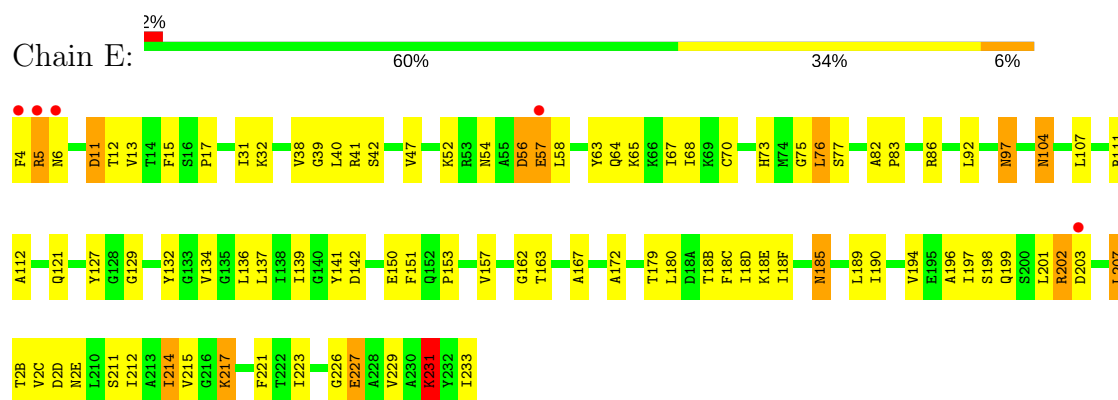 2%
Chain E:
60% 34% 6%
F4 R5 N6 D11 T12 V13 T14 F15 S16 P17 I31 K32 V38 G39 L40 R41 S42 V47 K52 R53 N54 A55 D56 E57 L58 Y63 Q64 K65 K66 I67 I68 K69 C70 H73 M74 G75 L76 S77 A82 P83 R86 L92 N97 N104 L107
A112 Q121 Y127 G128 G129 Y132 G133 V134 G135 L136 L137 I138 I139 G140 Y141 D142 E150 F151 Q152 P153 V157 G162 T163 A167 A172 T179 L180 D18A T18B F18C I18D K18E I18F N185 L189 I190 V194 E195 A196 I197 S198 Q199 S200 L201 R202 D203
T2B V2C D2D N2E L210 S211 I212 A213 I214 V215 G216 K217 F221 T222 I223 G226 E227 A228 V229 A230 K231 Y232 I233